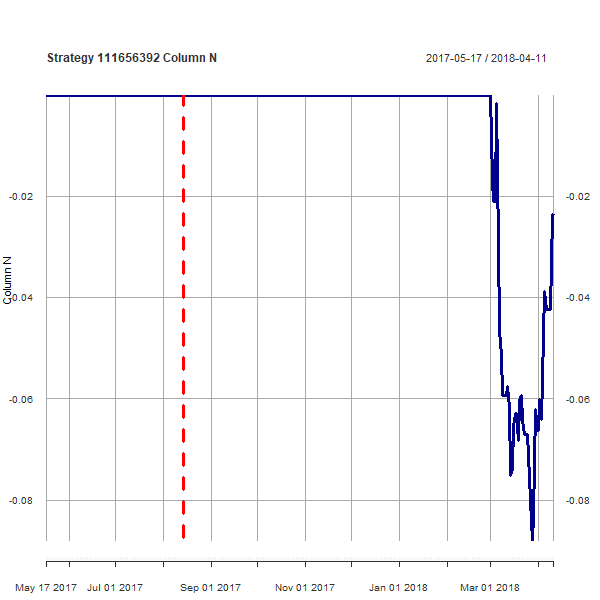 Strategy 111656392 Column N
2017-05-17 / 2018-04-11
-0.02 -0.02
Column N
-0.04 -0.04
-0.06 -0.06
-0.08 -0.08
May 17 2017 Jul 01 2017 Sep 01 2017 Nov 01 2017 Jan 01 2018 Mar 01 2018